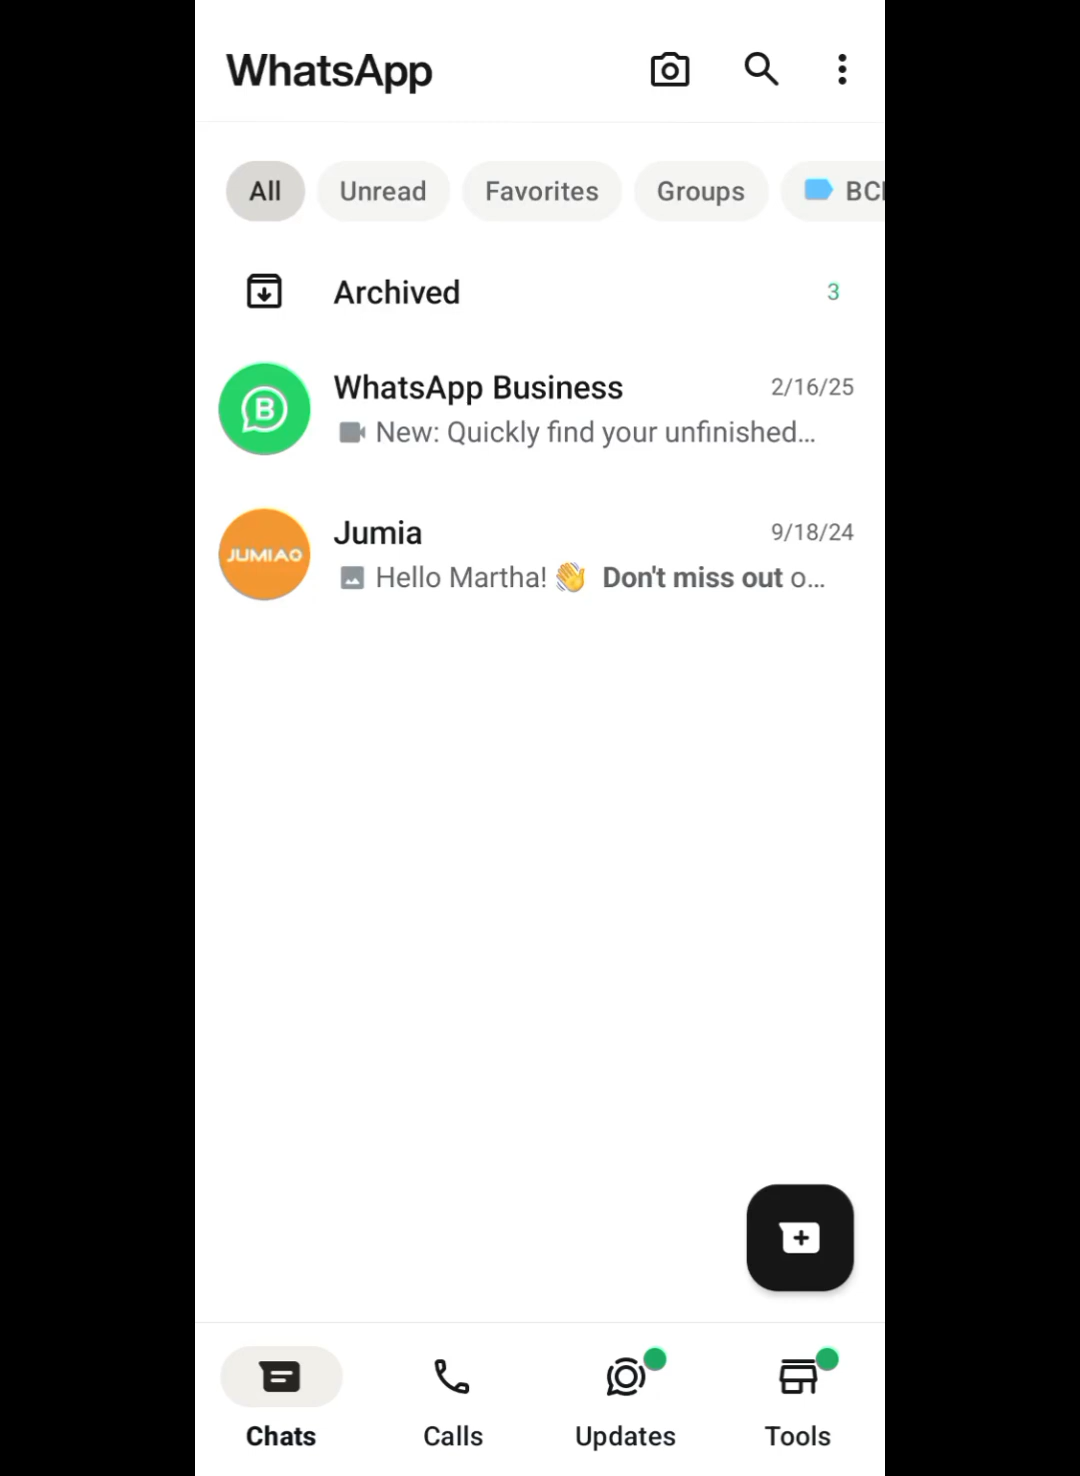 WhatsApp
All Unread Favorites Groups
Archived 3
WhatsApp Business 2/16/25
New: Quickly find your unfinished...
JUMIA
Jumia 9/18/24
Hello Martha! 👋 Don't miss out o...
Chats Calls Updates Tools